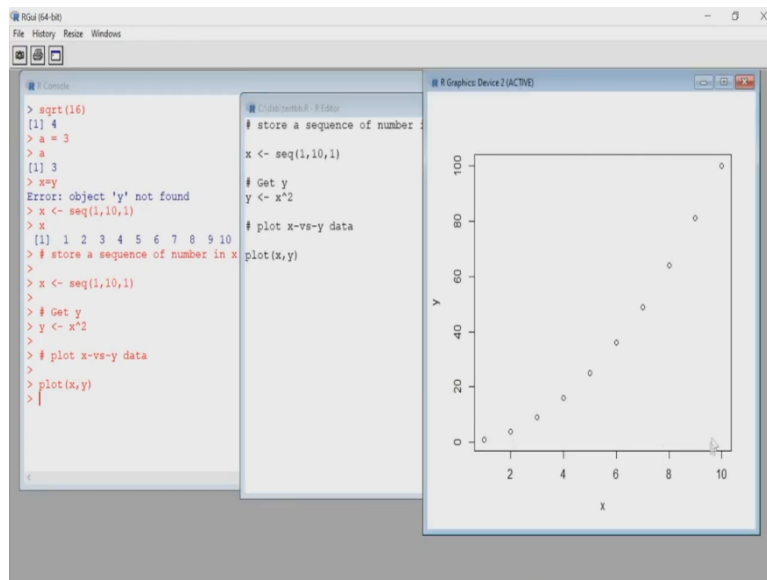 RGui (64-bit)
File History Resize Windows
R Console
> sqrt(16)
[1] 4
> a = 3
> a
[1] 3
> x=y
Error: object 'y' not found
> x <- seq(1,10,1)
> x
[1] 1 2 3 4 5 6 7 8 9 10
> # store a sequence of number in x
>
> x <- seq(1,10,1)
>
> # Get y
> y <- x^2
>
> # plot x-vs-y data
>
> plot(x,y)
>
R Editor
# store a sequence of number i
x <- seq(1,10,1)
# Get y
y <- x^2
# plot x-vs-y data
plot(x,y)
R Graphics: Device 2 (ACTIVE)
100
80
60
40
20
0
y
2 4 6 8 10
x